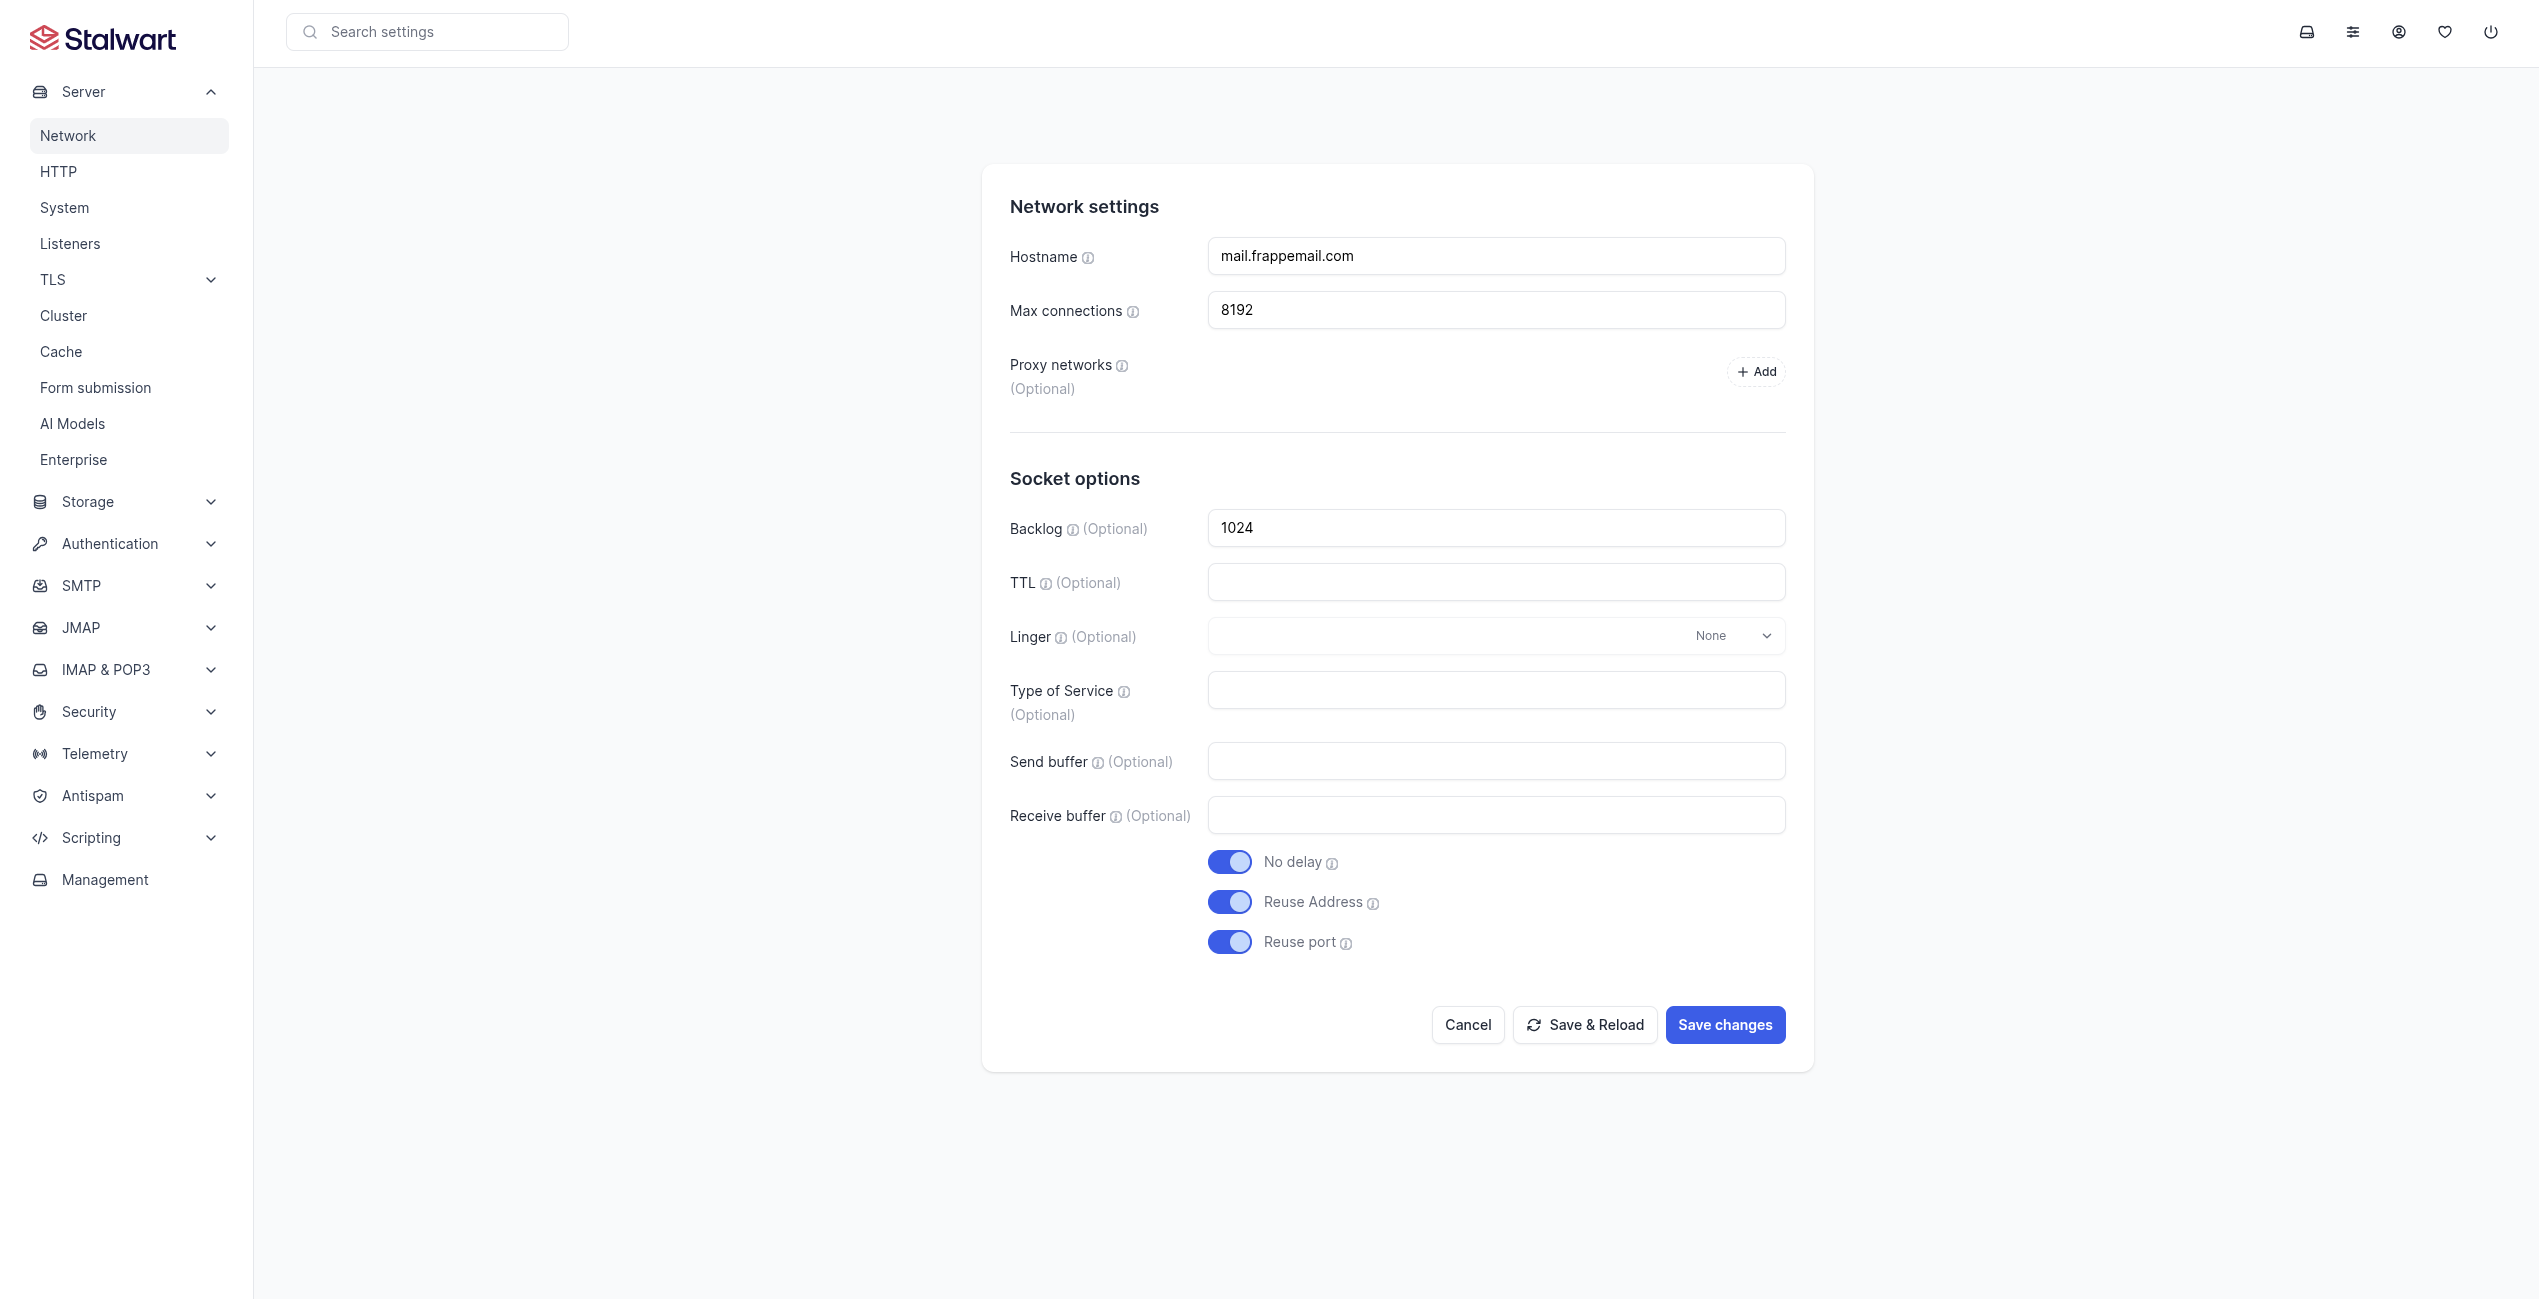 Stalwart
Search settings
Server
Network
HTTP
System
Listeners
TLS
Cluster
Cache
Form submission
AI Models
Enterprise
Storage
Authentication
SMTP
JMAP
IMAP & POP3
Security
Telemetry
Antispam
Scripting
Management
Network settings
Hostname
mail.frappemail.com
Max connections
8192
Proxy networks
(Optional)
+ Add
Socket options
Backlog (Optional)
1024
TTL (Optional)
Linger (Optional)
None
Type of Service
(Optional)
Send buffer (Optional)
Receive buffer (Optional)
No delay
Reuse Address
Reuse port
Cancel
Save & Reload
Save changes